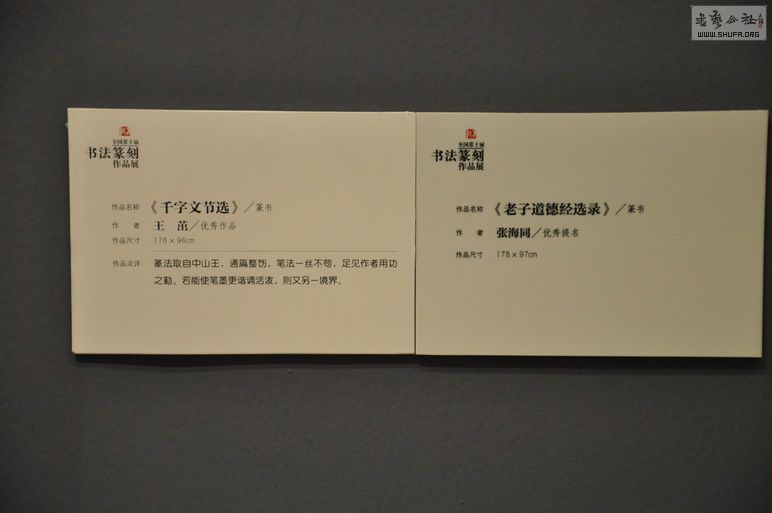 書藝公社
WWW.SHUFA.ORG
全国第十届
书法篆刻
作品展
作品名称 《千字文节选》／篆书
作 者 王 茁／优秀作品
作品尺寸 178×96cm
作品点评 篆法取自中山王，通篇整饬，笔法一丝不苟，足见作者用功
之勤。若能使笔墨更谐调活泼，则又另一境界。
全国第十届
书法篆刻
作品展
作品名称 《老子道德经选录》／篆书
作 者 张海同／优秀提名
作品尺寸 178×97cm